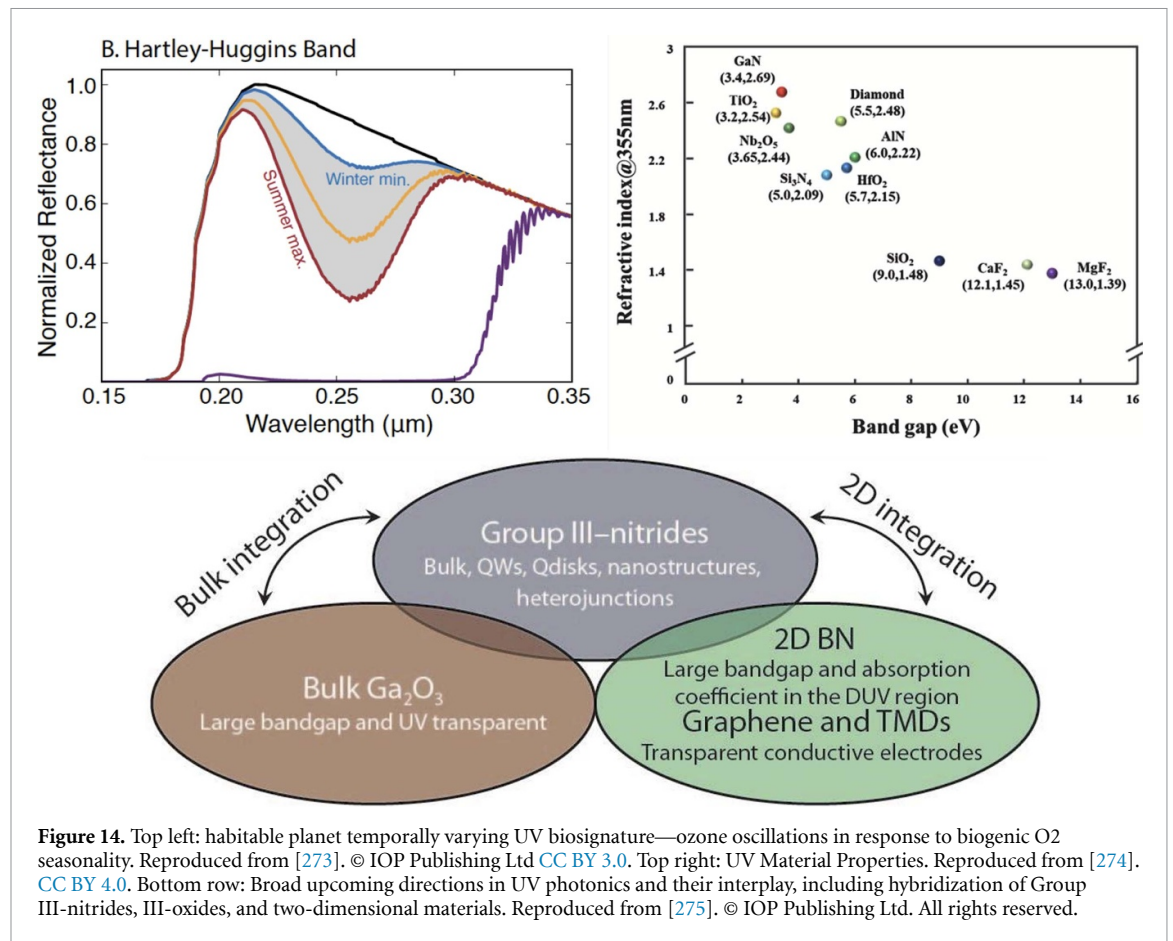 B. Hartley-Huggins Band
Normalized Reflectance
1.0
0.8
0.6
0.4
0.2
Winter min.
Summer max.
0.15
0.20
0.25
0.30
0.35
Wavelength (μm)
Refractive index@355nm
3
2.6
2.2
1.8
1.4
1
0
GaN
(3.4,2.69)
TiO₂
(3.2,2.54)
Nb₂O₅
(3.65,2.44)
Si₃N₄
(5.0,2.09)
Diamond
(5.5,2.48)
AlN
(6.0,2.22)
HfO₂
(5.7,2.15)
SiO₂
(9.0,1.48)
CaF₂
(12.1,1.45)
MgF₂
(13.0,1.39)
0
2
4
6
8
10
12
14
16
Band gap (eV)
Bulk integration
2D integration
Group III–nitrides
Bulk, QWs, Qdisks, nanostructures,
heterojunctions
Bulk Ga₂O₃
Large bandgap and UV transparent
2D BN
Large bandgap and absorption
coefficient in the DUV region
Graphene and TMDs
Transparent conductive electrodes
Figure 14. Top left: habitable planet temporally varying UV biosignature—ozone oscillations in response to biogenic O2
seasonality. Reproduced from [273]. © IOP Publishing Ltd CC BY 3.0. Top right: UV Material Properties. Reproduced from [274].
CC BY 4.0. Bottom row: Broad upcoming directions in UV photonics and their interplay, including hybridization of Group
III-nitrides, III-oxides, and two-dimensional materials. Reproduced from [275]. © IOP Publishing Ltd. All rights reserved.